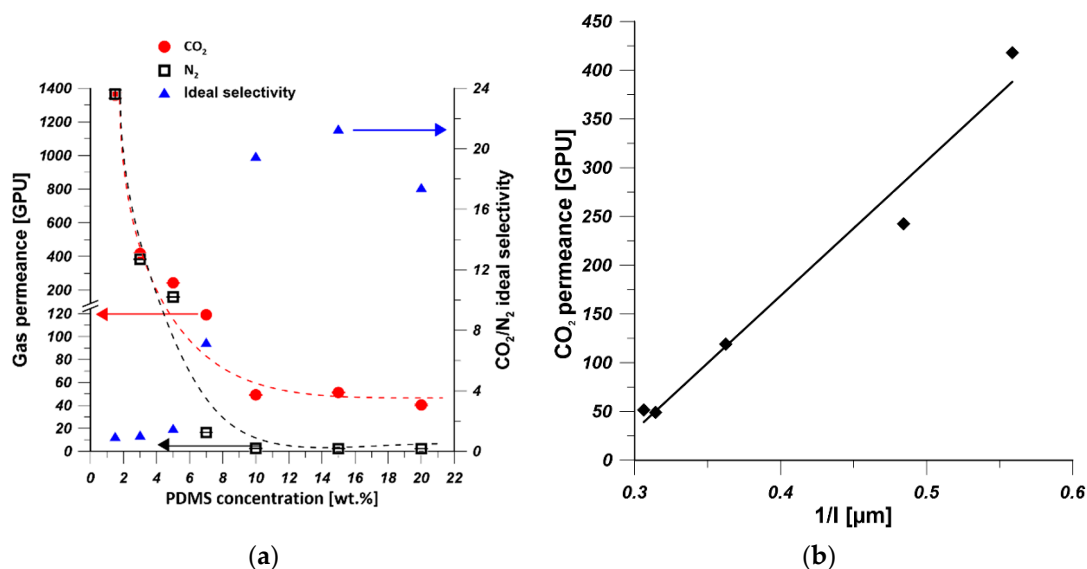 CO2
N2
Ideal selectivity
Gas permeance [GPU]
1400
1200
1000
800
600
400
200
120
100
80
60
40
20
0
24
20
16
12
8
4
0
CO2/N2 ideal selectivity
0 2 4 6 8 10 12 14 16 18 20 22
PDMS concentration [wt.%]
(a)
CO2 permeance [GPU]
450
400
350
300
250
200
150
100
50
0
0.3 0.4 0.5 0.6
1/l [µm]
(b)